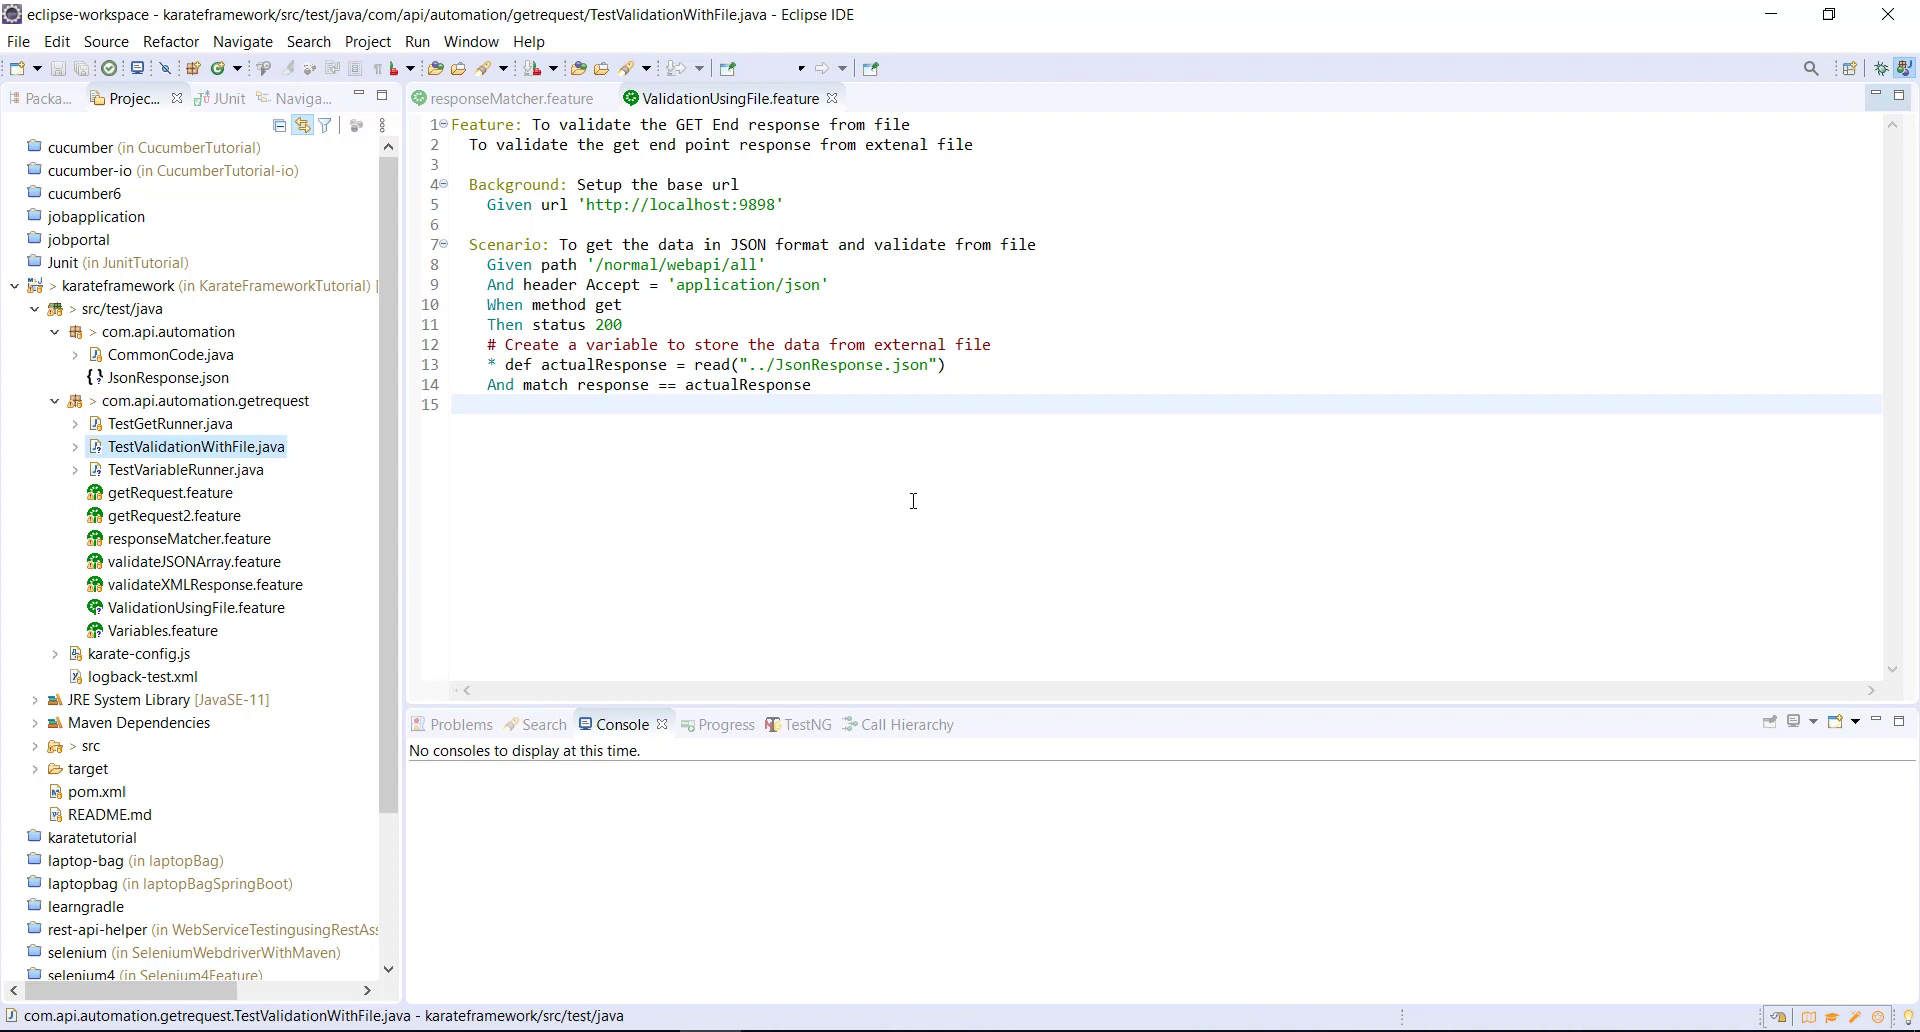 eclipse-workspace - karateframework/src/test/java/com/api/automation/getrequest/TestValidationWithFile.java - Eclipse IDE
File Edit Source Refactor Navigate Search Project Run Window Help
Packa... Projec... JUnit Naviga...
cucumber (in CucumberTutorial)
cucumber-io (in CucumberTutorial-io)
cucumber6
jobapplication
jobportal
Junit (in JunitTutorial)
> karateframework (in KarateFrameworkTutorial) [
> src/test/java
> com.api.automation
CommonCode.java
JsonResponse.json
> com.api.automation.getrequest
TestGetRunner.java
TestValidationWithFile.java
TestVariableRunner.java
getRequest.feature
getRequest2.feature
responseMatcher.feature
validateJSONArray.feature
validateXMLResponse.feature
ValidationUsingFile.feature
Variables.feature
karate-config.js
logback-test.xml
JRE System Library [JavaSE-11]
Maven Dependencies
> src
target
pom.xml
README.md
karatetutorial
laptop-bag (in laptopBag)
laptopbag (in laptopBagSpringBoot)
learngradle
rest-api-helper (in WebServiceTestingusingRestAss
selenium (in SeleniumWebdriverWithMaven)
selenium4 (in Selenium4Feature)
responseMatcher.feature ValidationUsingFile.feature
1 Feature: To validate the GET End response from file
2 To validate the get end point response from extenal file
3
4 Background: Setup the base url
5 Given url 'http://localhost:9898'
6
7 Scenario: To get the data in JSON format and validate from file
8 Given path '/normal/webapi/all'
9 And header Accept = 'application/json'
10 When method get
11 Then status 200
12 # Create a variable to store the data from external file
13 * def actualResponse = read("../JsonResponse.json")
14 And match response == actualResponse
15
Problems Search Console Progress TestNG Call Hierarchy
No consoles to display at this time.
com.api.automation.getrequest.TestValidationWithFile.java - karateframework/src/test/java